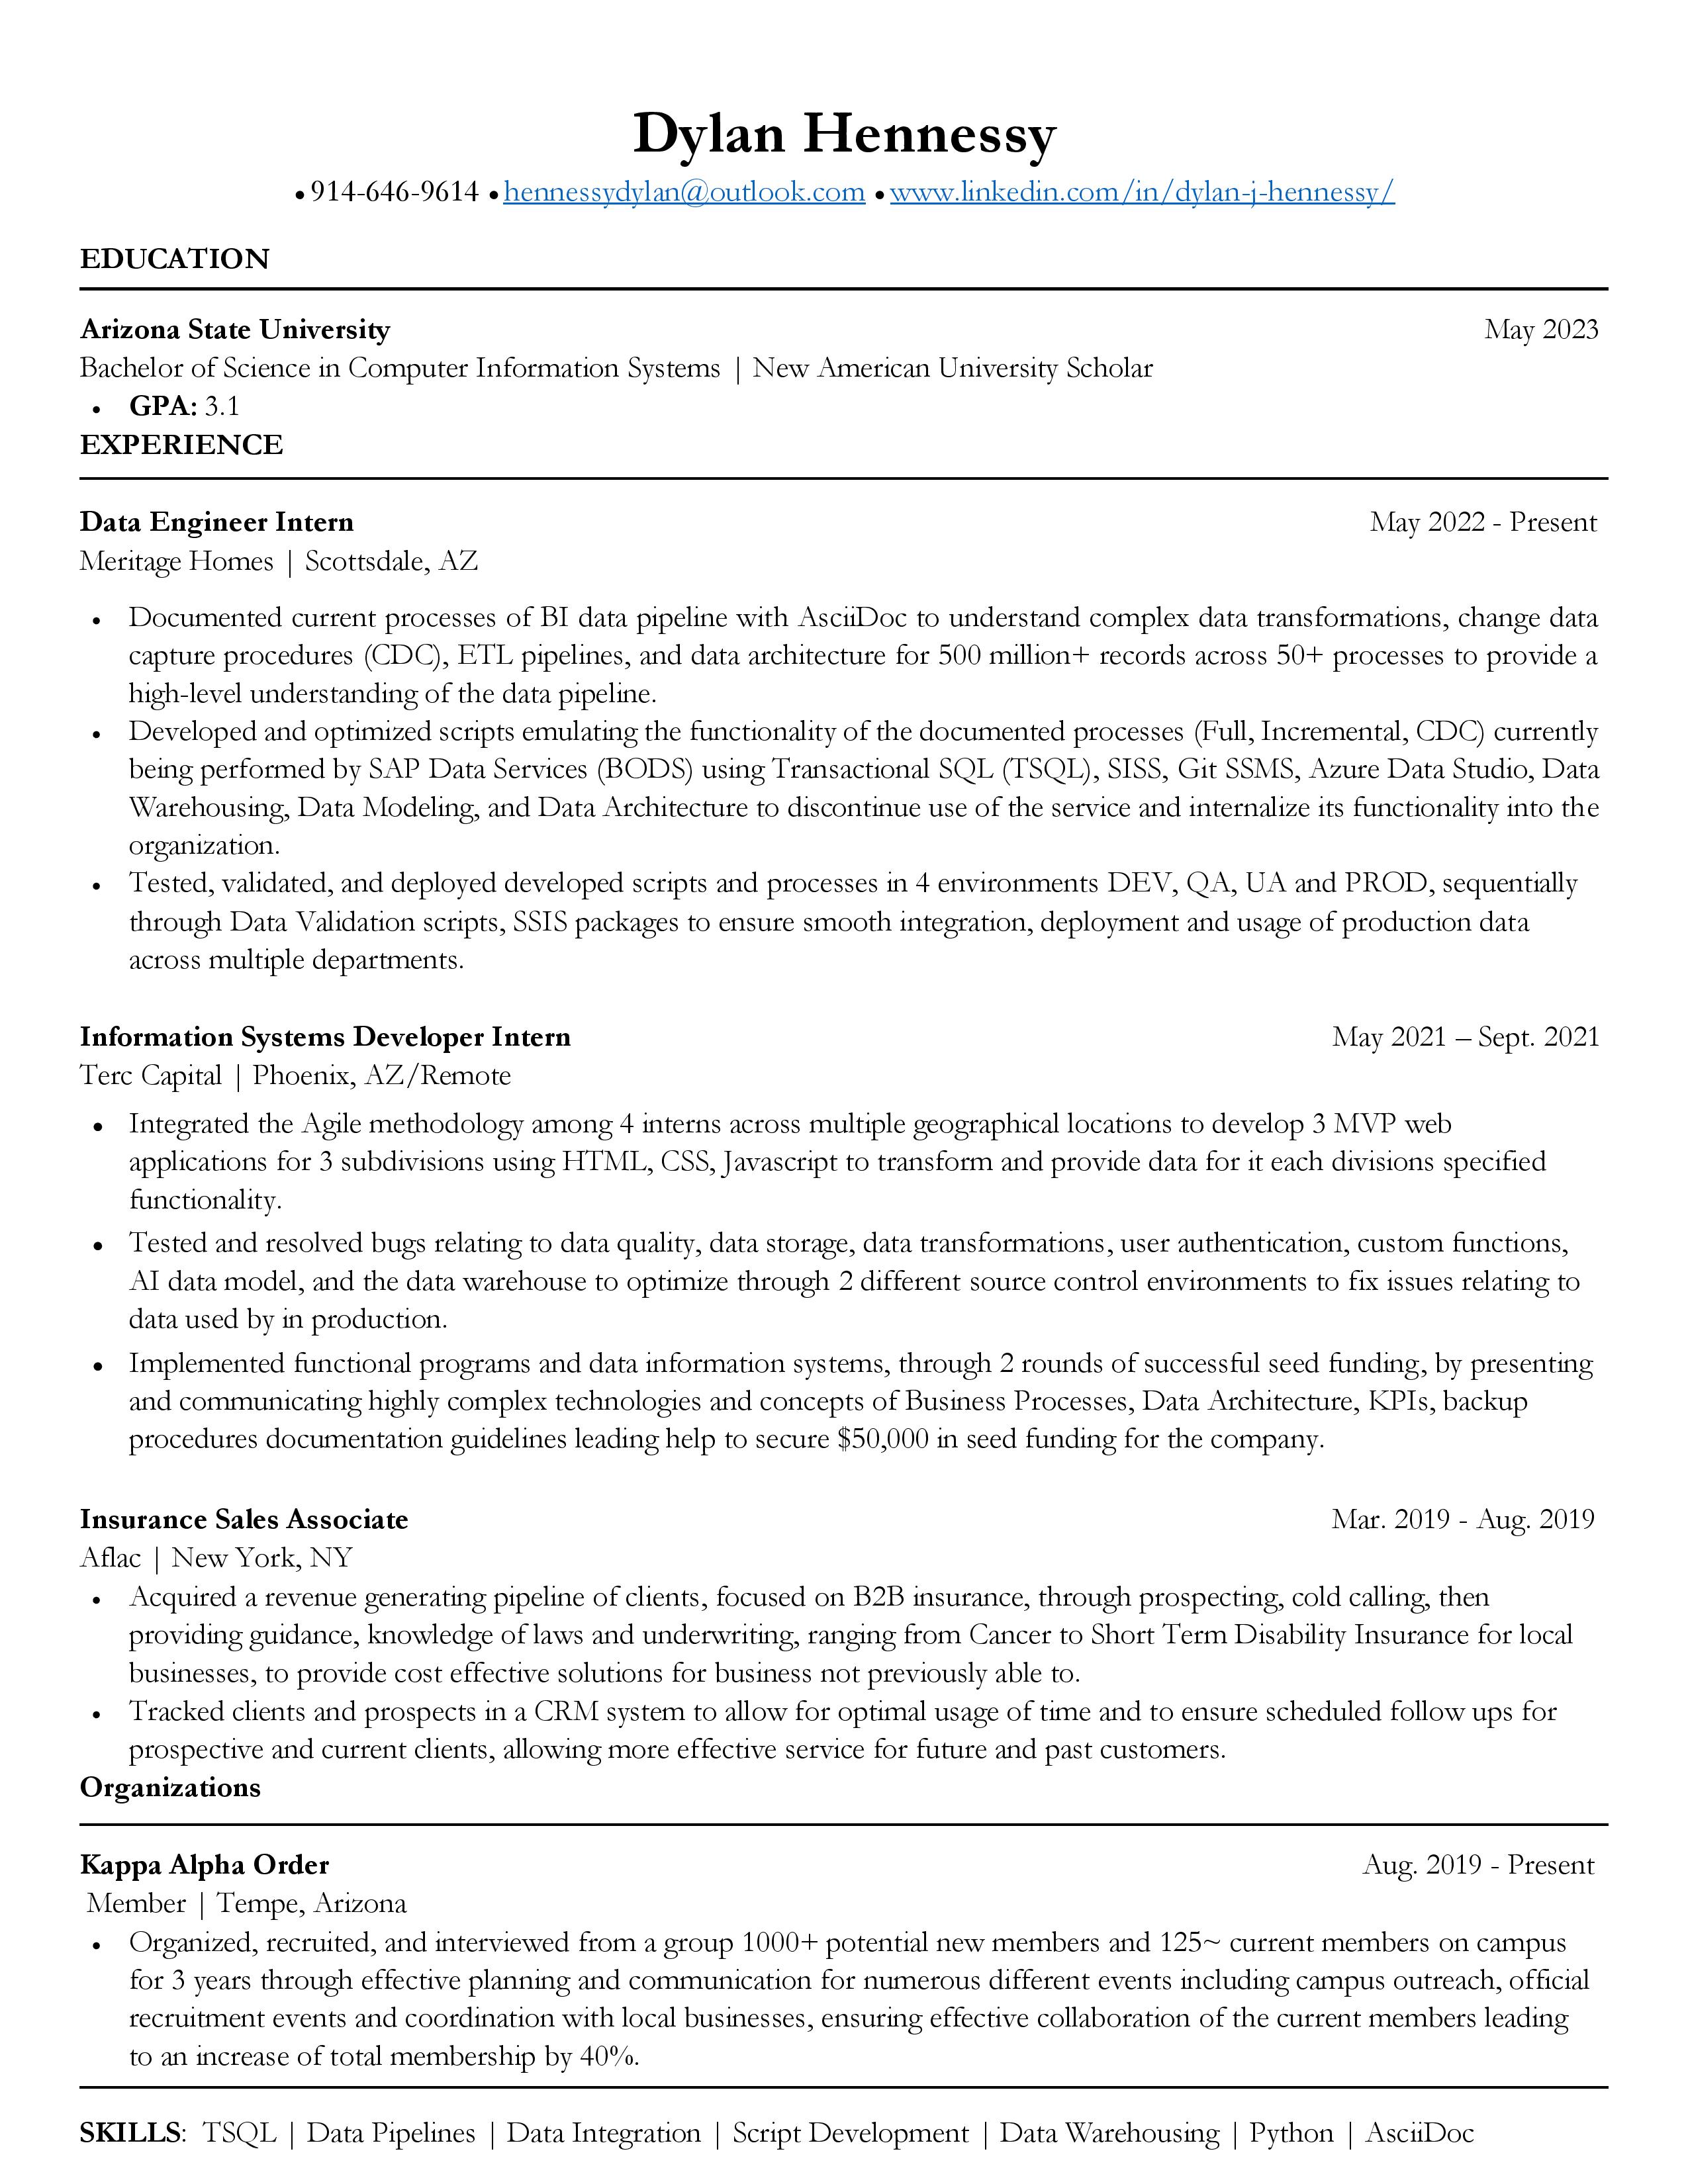 Dylan Hennessy
• 914-646-9614 • hennessydylan@outlook.com • www.linkedin.com/in/dylan-j-hennessy/
EDUCATION
Arizona State University May 2023
Bachelor of Science in Computer Information Systems | New American University Scholar
• GPA: 3.1
EXPERIENCE
Data Engineer Intern May 2022 - Present
Meritage Homes | Scottsdale, AZ
• Documented current processes of BI data pipeline with AsciiDoc to understand complex data transformations, change data
capture procedures (CDC), ETL pipelines, and data architecture for 500 million+ records across 50+ processes to provide a
high-level understanding of the data pipeline.
• Developed and optimized scripts emulating the functionality of the documented processes (Full, Incremental, CDC) currently
being performed by SAP Data Services (BODS) using Transactional SQL (TSQL), SISS, Git SSMS, Azure Data Studio, Data
Warehousing, Data Modeling, and Data Architecture to discontinue use of the service and internalize its functionality into the
organization.
• Tested, validated, and deployed developed scripts and processes in 4 environments DEV, QA, UA and PROD, sequentially
through Data Validation scripts, SSIS packages to ensure smooth integration, deployment and usage of production data
across multiple departments.
Information Systems Developer Intern May 2021 – Sept. 2021
Terc Capital | Phoenix, AZ/Remote
• Integrated the Agile methodology among 4 interns across multiple geographical locations to develop 3 MVP web
applications for 3 subdivisions using HTML, CSS, Javascript to transform and provide data for it each divisions specified
functionality.
• Tested and resolved bugs relating to data quality, data storage, data transformations, user authentication, custom functions,
AI data model, and the data warehouse to optimize through 2 different source control environments to fix issues relating to
data used by in production.
• Implemented functional programs and data information systems, through 2 rounds of successful seed funding, by presenting
and communicating highly complex technologies and concepts of Business Processes, Data Architecture, KPIs, backup
procedures documentation guidelines leading help to secure $50,000 in seed funding for the company.
Insurance Sales Associate Mar. 2019 - Aug. 2019
Aflac | New York, NY
• Acquired a revenue generating pipeline of clients, focused on B2B insurance, through prospecting, cold calling, then
providing guidance, knowledge of laws and underwriting, ranging from Cancer to Short Term Disability Insurance for local
businesses, to provide cost effective solutions for business not previously able to.
• Tracked clients and prospects in a CRM system to allow for optimal usage of time and to ensure scheduled follow ups for
prospective and current clients, allowing more effective service for future and past customers.
Organizations
Kappa Alpha Order Aug. 2019 - Present
Member | Tempe, Arizona
• Organized, recruited, and interviewed from a group 1000+ potential new members and 125~ current members on campus
for 3 years through effective planning and communication for numerous different events including campus outreach, official
recruitment events and coordination with local businesses, ensuring effective collaboration of the current members leading
to an increase of total membership by 40%.
SKILLS: TSQL | Data Pipelines | Data Integration | Script Development | Data Warehousing | Python | AsciiDoc